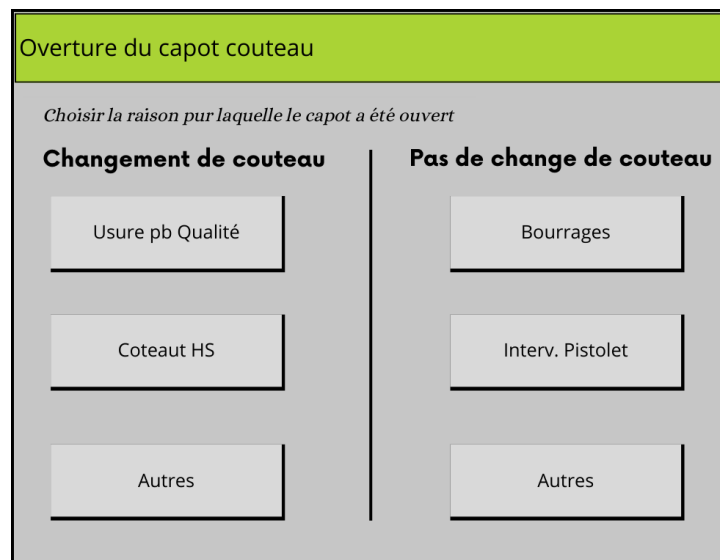 Overture du capot couteau
Choisir la raison pur laquelle le capot a été ouvert
Changement de couteau
Usure pb Qualité
Coteaut HS
Autres
Pas de change de couteau
Bourrages
Interv. Pistolet
Autres